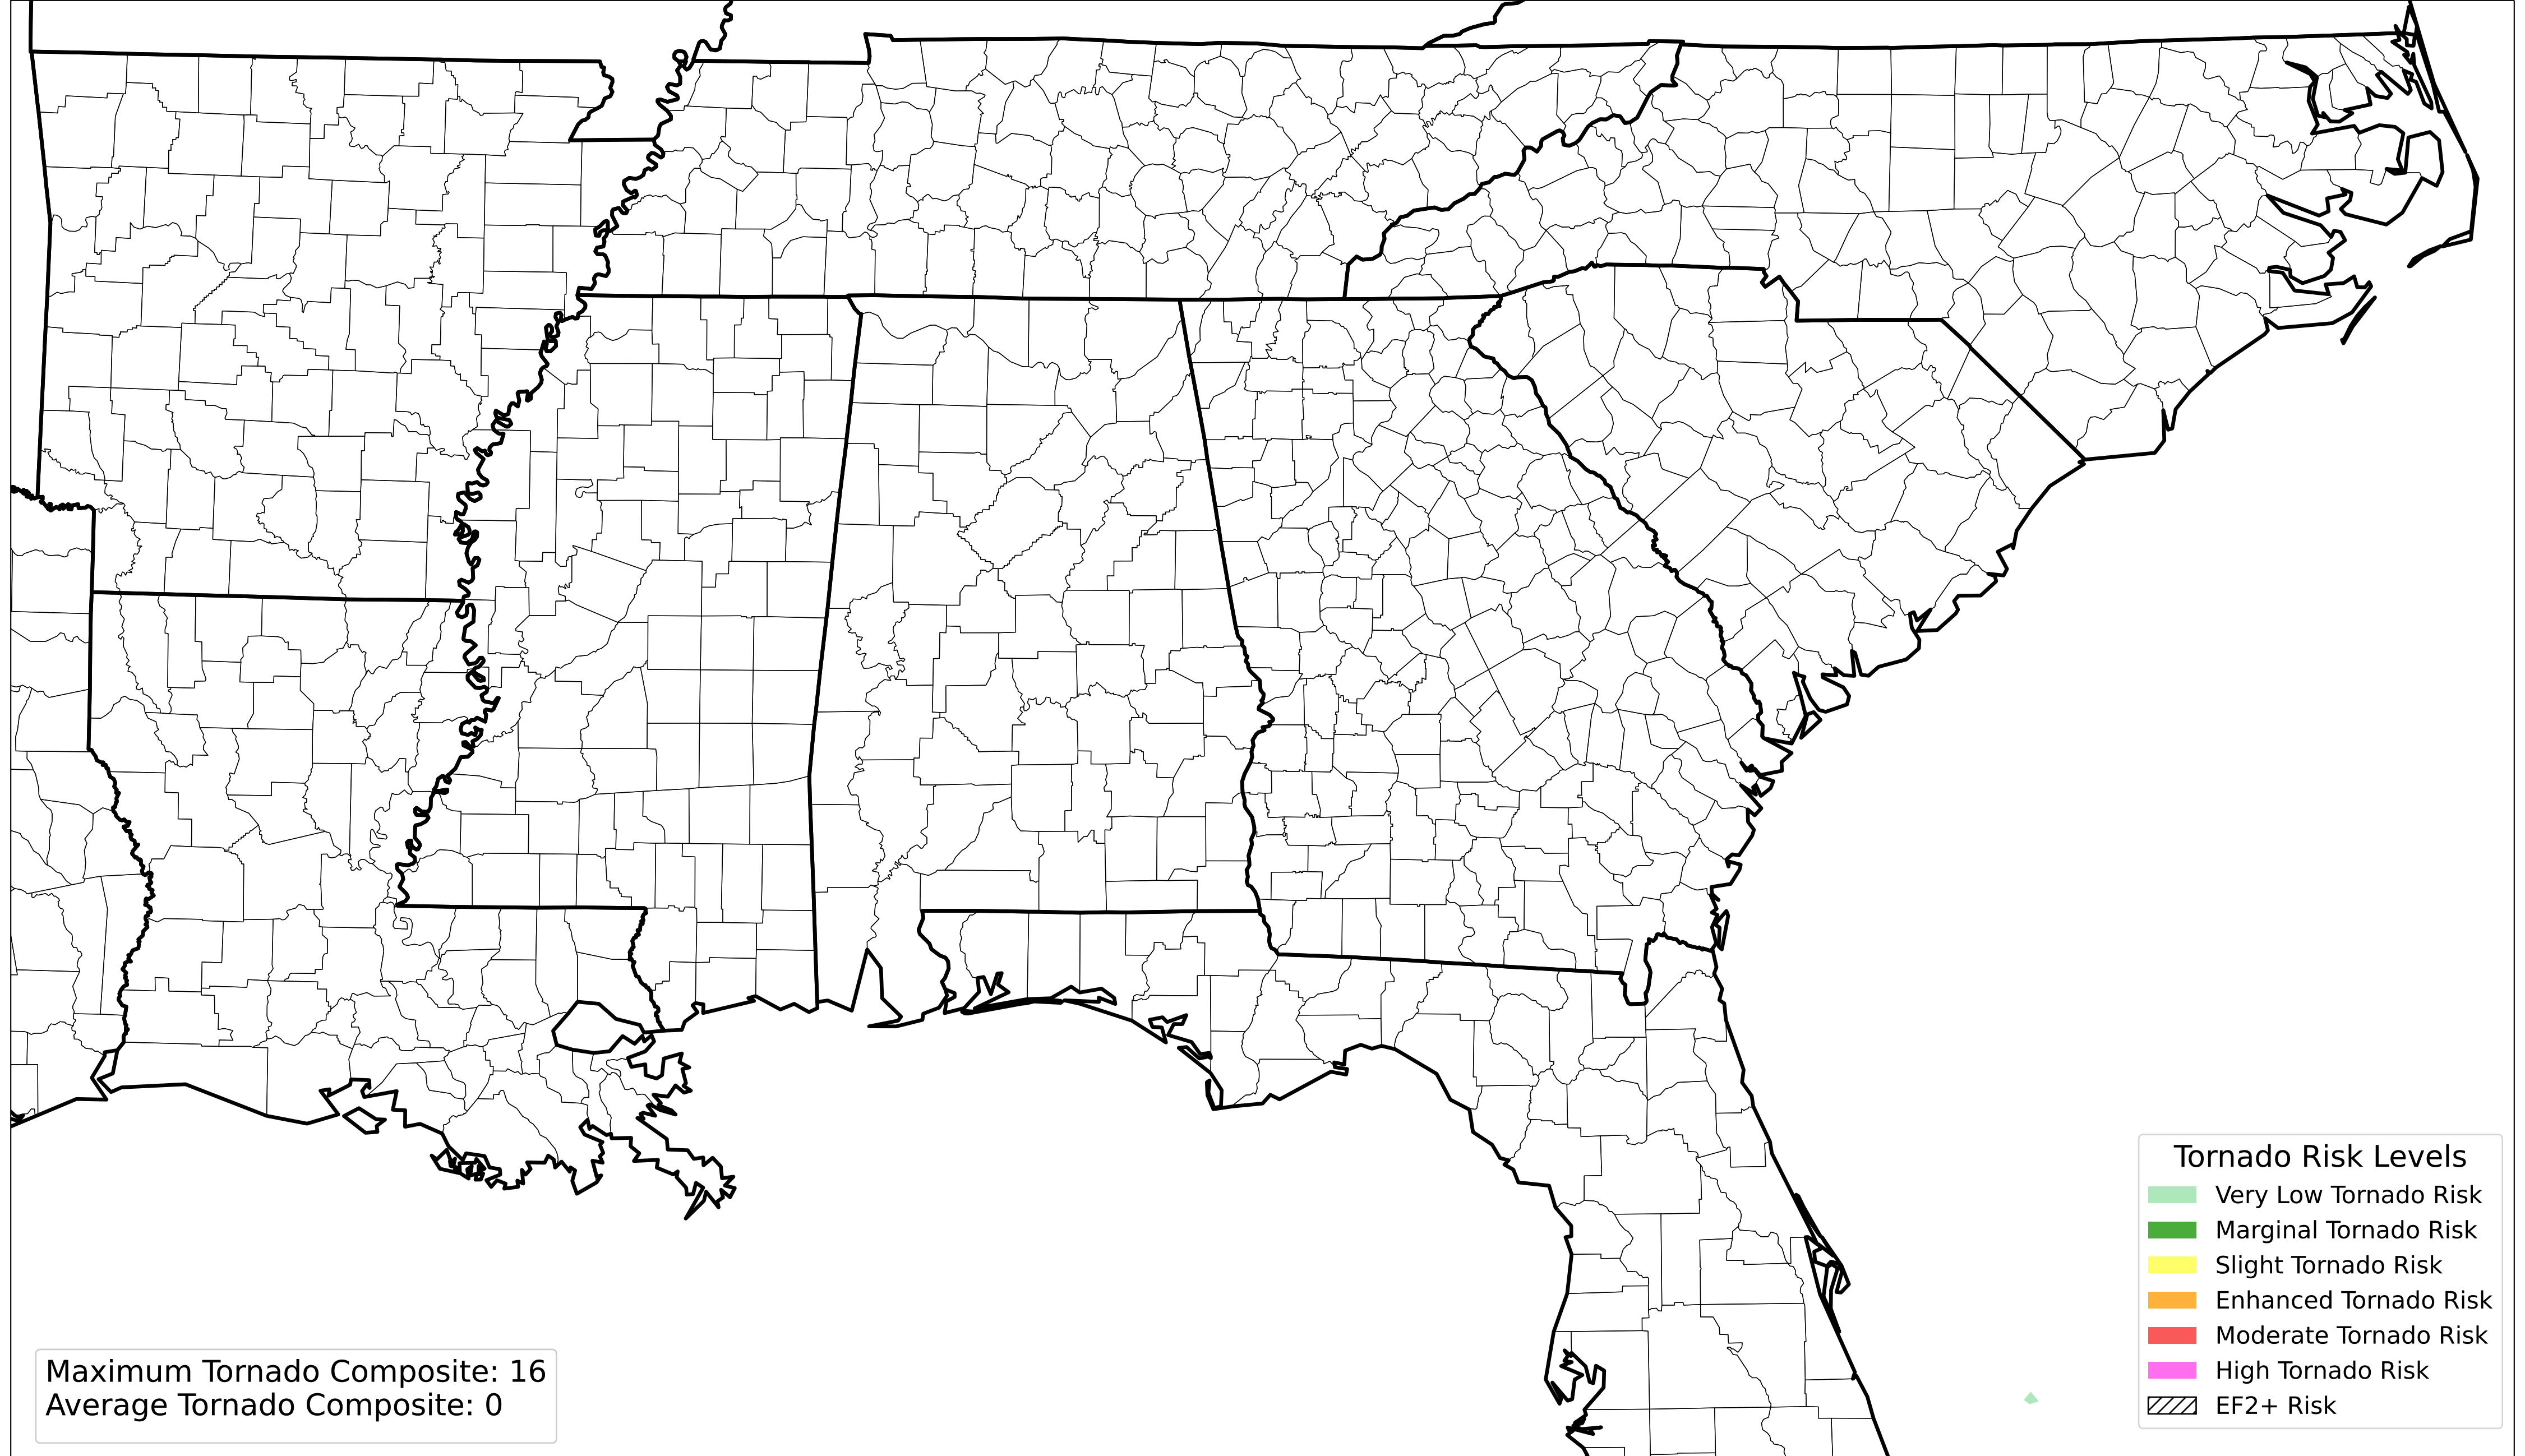 Maximum Tornado Composite: 16
Average Tornado Composite: 0
Tornado Risk Levels
Very Low Tornado Risk
Marginal Tornado Risk
Slight Tornado Risk
Enhanced Tornado Risk
Moderate Tornado Risk
High Tornado Risk
EF2+ Risk